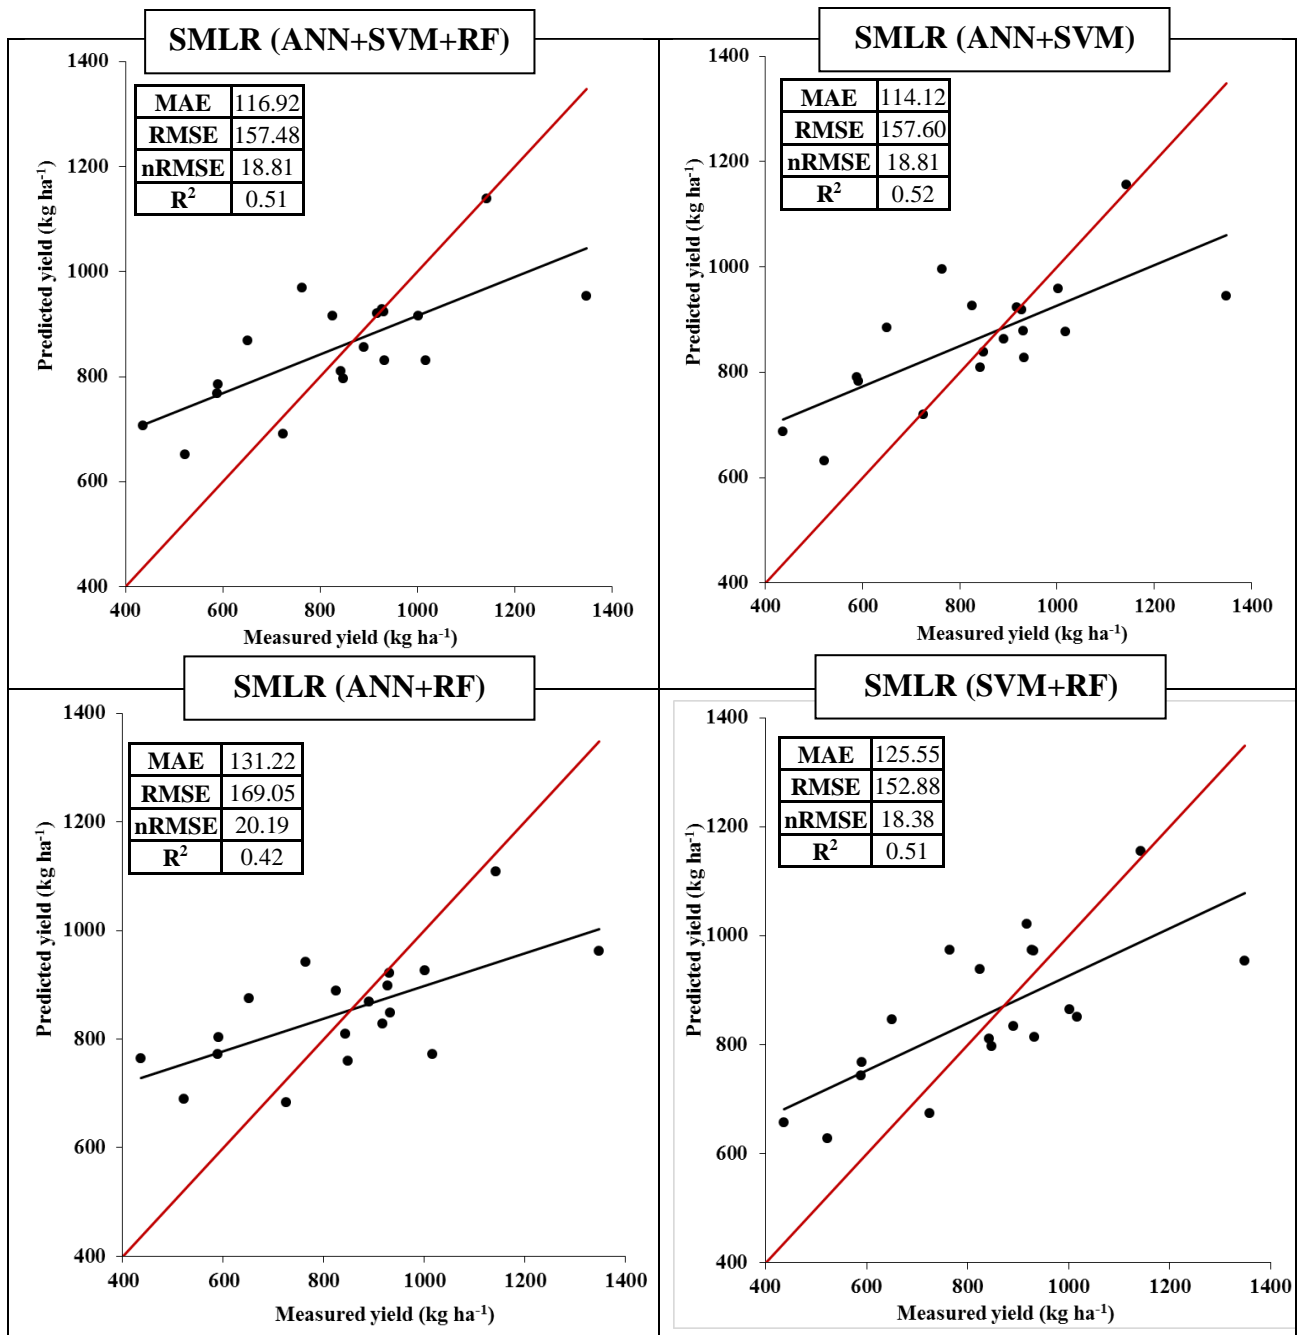 SMLR (ANN+SVM+RF)
MAE 116.92
RMSE 157.48
nRMSE 18.81
R² 0.51
Predicted yield (kg ha⁻¹)
1400
1200
1000
800
600
400
400 600 800 1000 1200 1400
Measured yield (kg ha⁻¹)
SMLR (ANN+SVM)
MAE 114.12
RMSE 157.60
nRMSE 18.81
R² 0.52
Predicted yield (kg ha⁻¹)
1400
1200
1000
800
600
400
400 600 800 1000 1200 1400
Measured yield (kg ha⁻¹)
SMLR (ANN+RF)
MAE 131.22
RMSE 169.05
nRMSE 20.19
R² 0.42
Predicted yield (kg ha⁻¹)
1400
1200
1000
800
600
400
400 600 800 1000 1200 1400
Measured yield (kg ha⁻¹)
SMLR (SVM+RF)
MAE 125.55
RMSE 152.88
nRMSE 18.38
R² 0.51
Predicted yield (kg ha⁻¹)
1400
1200
1000
800
600
400
400 600 800 1000 1200 1400
Measured yield (kg ha⁻¹)